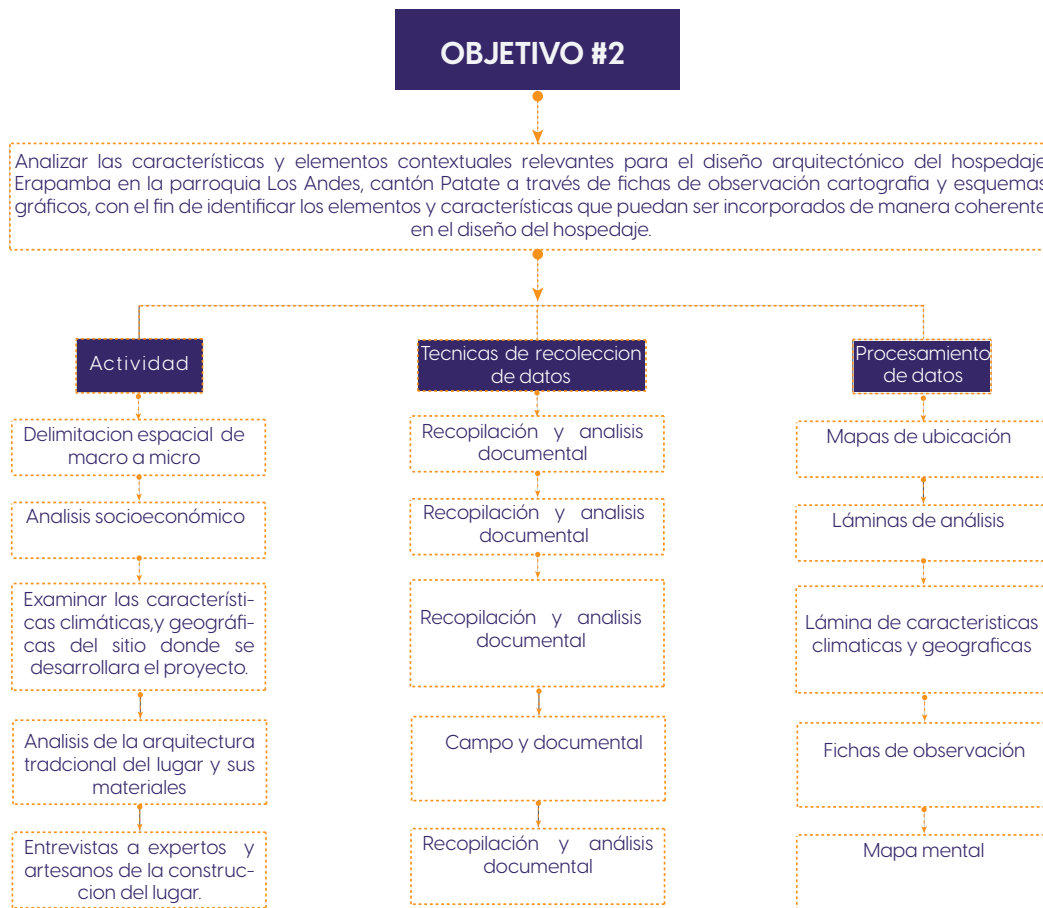 OBJETIVO #2
Analizar las características y elementos contextuales relevantes para el diseño arquitectónico del hospedaje
Erapamba en la parroquia Los Andes, cantón Patate a través de fichas de observación cartografia y esquemas
gráficos, con el fin de identificar los elementos y características que puedan ser incorporados de manera coherente
en el diseño del hospedaje.
Actividad
Delimitacion espacial de
macro a micro
Analisis socioeconómico
Examinar las característi-
cas climáticas,y geográfi-
cas del sitio donde se
desarrollara el proyecto.
Analisis de la arquitectura
tradcional del lugar y sus
materiales
Entrevistas a expertos y
artesanos de la construc-
cion del lugar.
Tecnicas de recoleccion
de datos
Recopilación y analisis
documental
Recopilación y analisis
documental
Recopilación y analisis
documental
Campo y documental
Recopilación y análisis
documental
Procesamiento
de datos
Mapas de ubicación
Láminas de análisis
Lámina de caracteristicas
climaticas y geograficas
Fichas de observación
Mapa mental